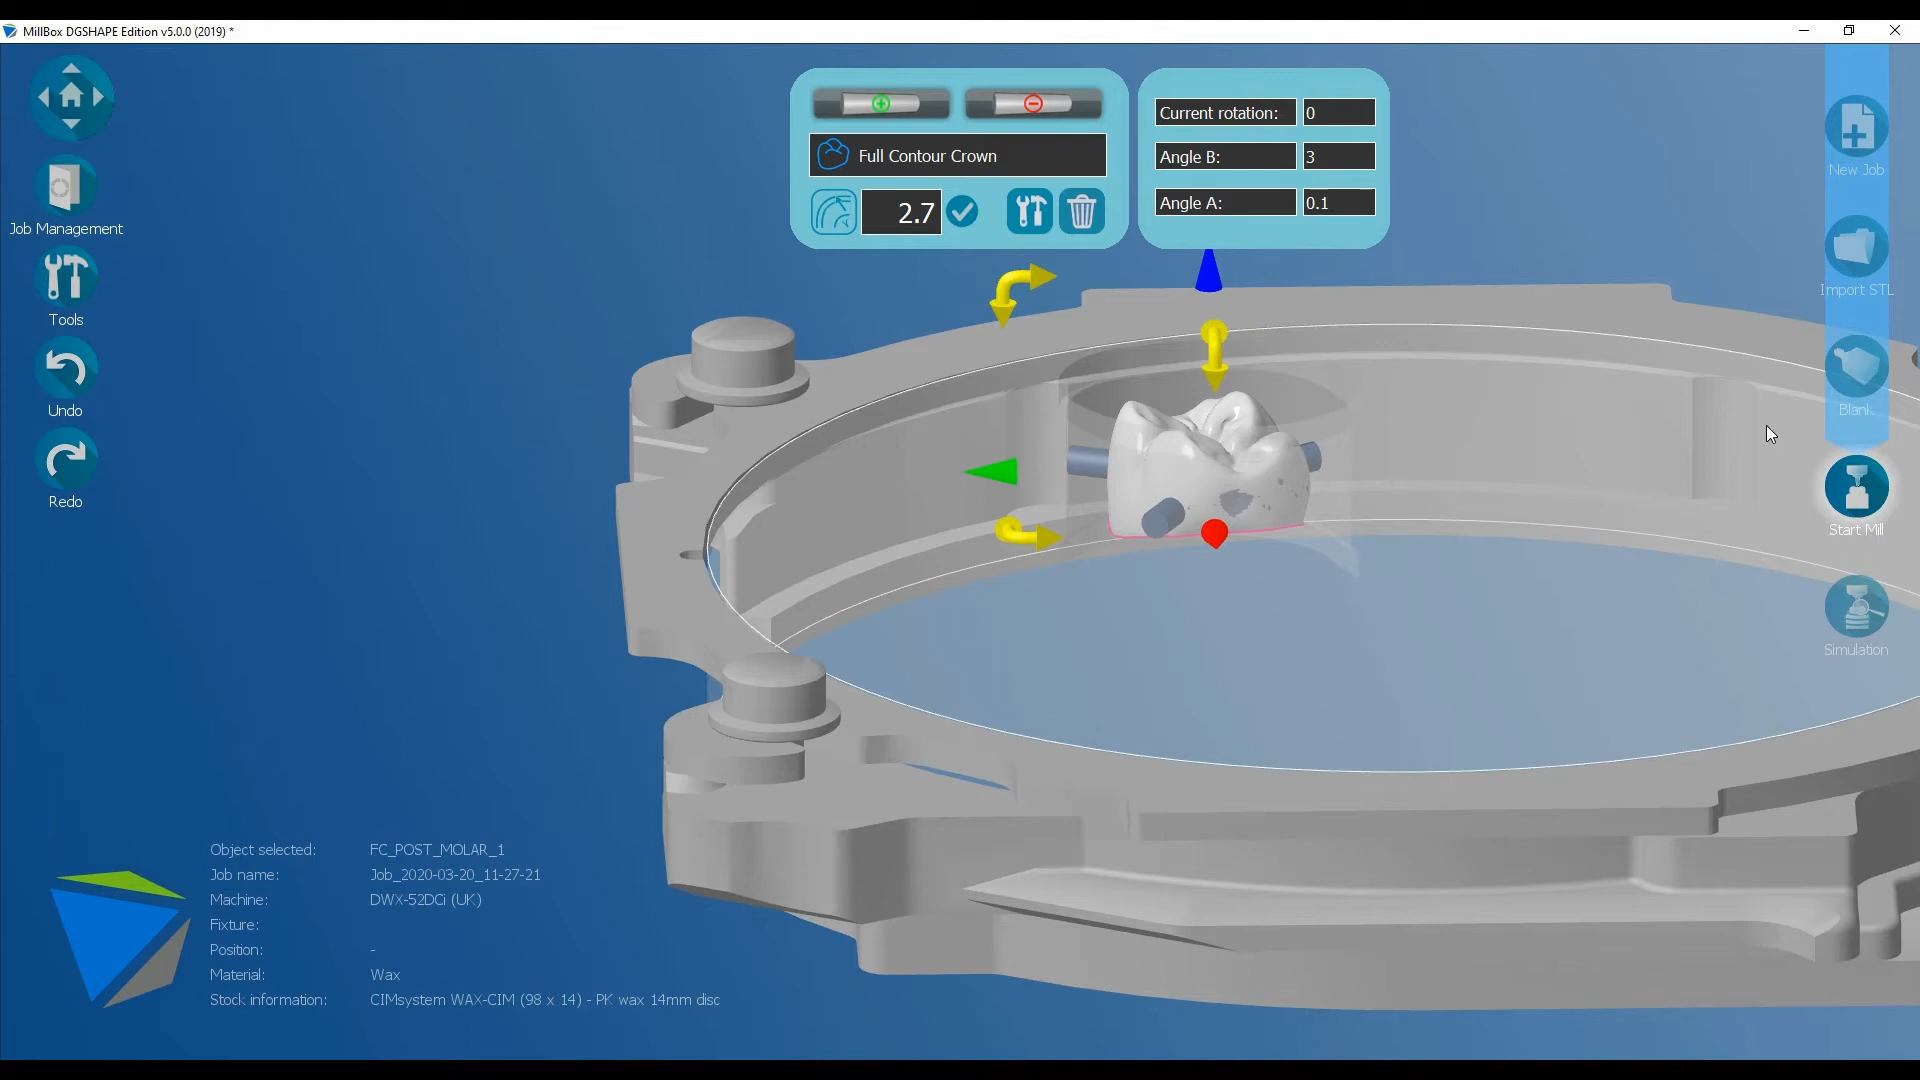 MillBox DGSHAPE Edition v5.0.0 (2019) *
Job Management
Tools
Undo
Redo
Full Contour Crown
2.7
Current rotation: 0
Angle B: 3
Angle A: 0.1
New Job
Import STL
Blank
Start Mill
Simulation
Object selected: FC_POST_MOLAR_1
Job name: Job_2020-03-20_11-27-21
Machine: DWX-52DCi (UK)
Fixture:
Position: -
Material: Wax
Stock information: CIMsystem WAX-CIM (98 x 14) - PK wax 14mm disc